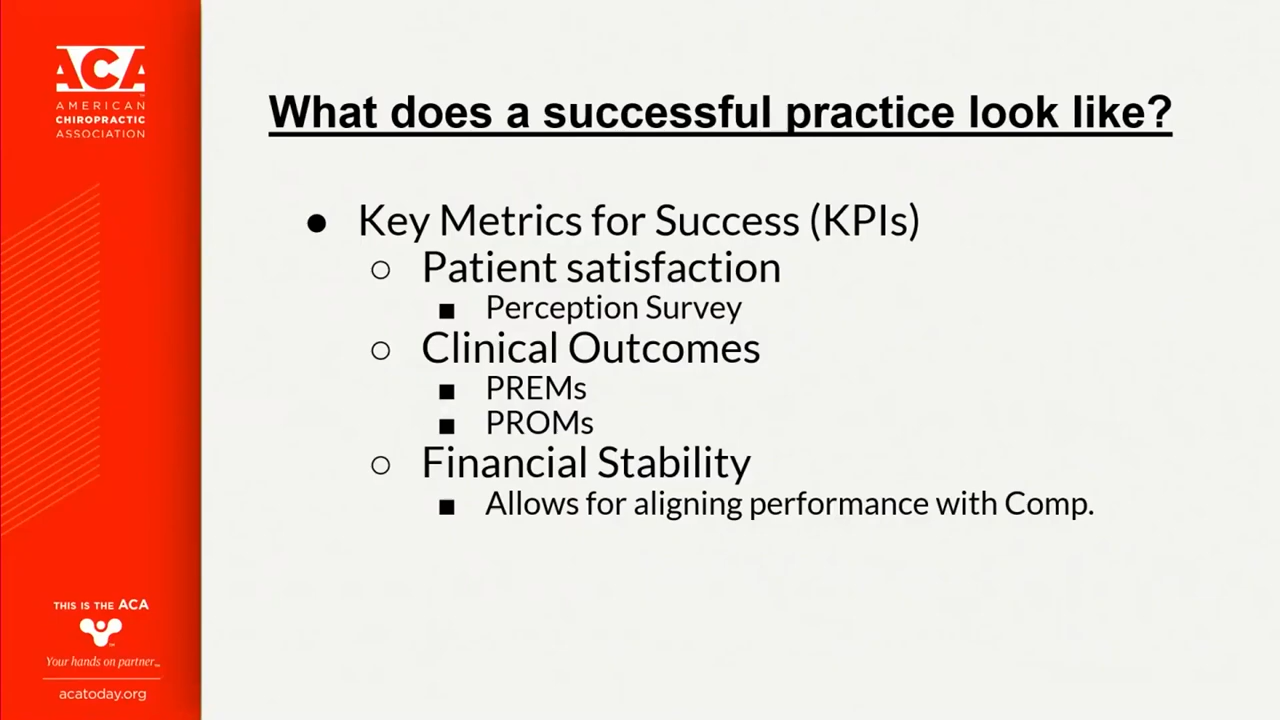 ACA
AMERICAN
CHIROPRACTIC
ASSOCIATION
What does a successful practice look like?
● Key Metrics for Success (KPIs)
○ Patient satisfaction
■ Perception Survey
○ Clinical Outcomes
■ PREMs
■ PROMs
○ Financial Stability
■ Allows for aligning performance with Comp.
THIS IS THE ACA
Your hands on partner
acatoday.org